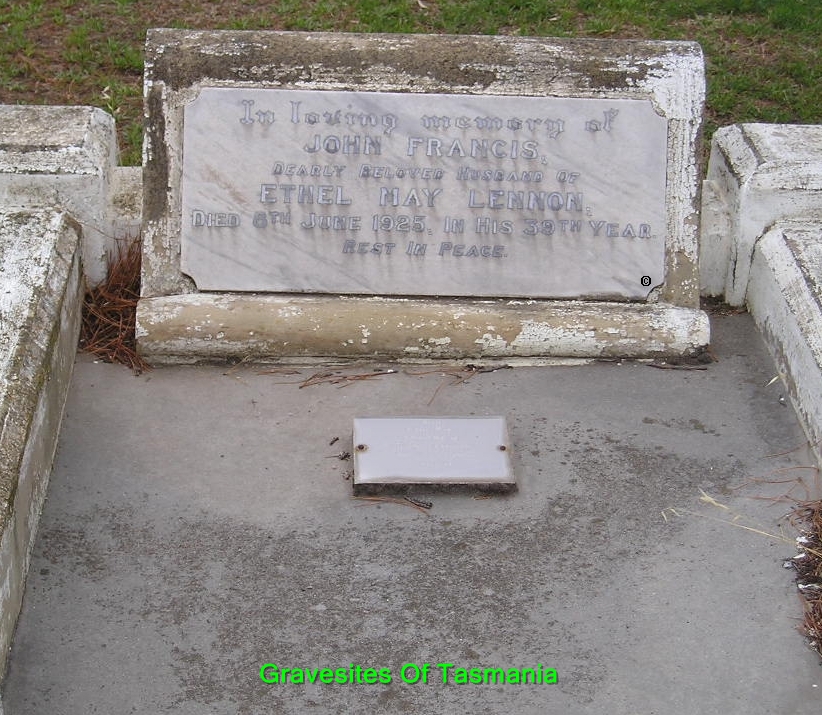 In loving memory of
JOHN FRANCIS,
DEARLY BELOVED HUSBAND OF
ETHEL MAY LENNON,
DIED 8TH JUNE 1925, IN HIS 39TH YEAR.
REST IN PEACE.
©
Gravesites Of Tasmania